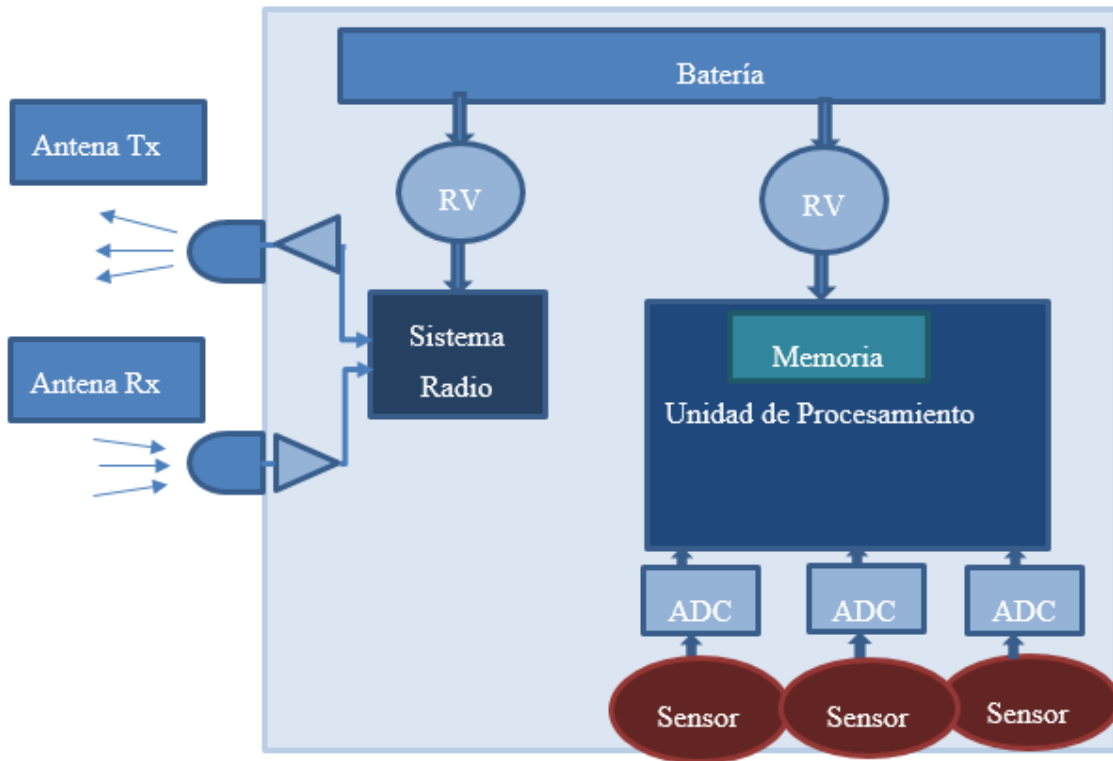 Batería
Antena Tx
RV
RV
Sistema
Radio
Memoria
Unidad de Procesamiento
Antena Rx
ADC
ADC
ADC
Sensor
Sensor
Sensor